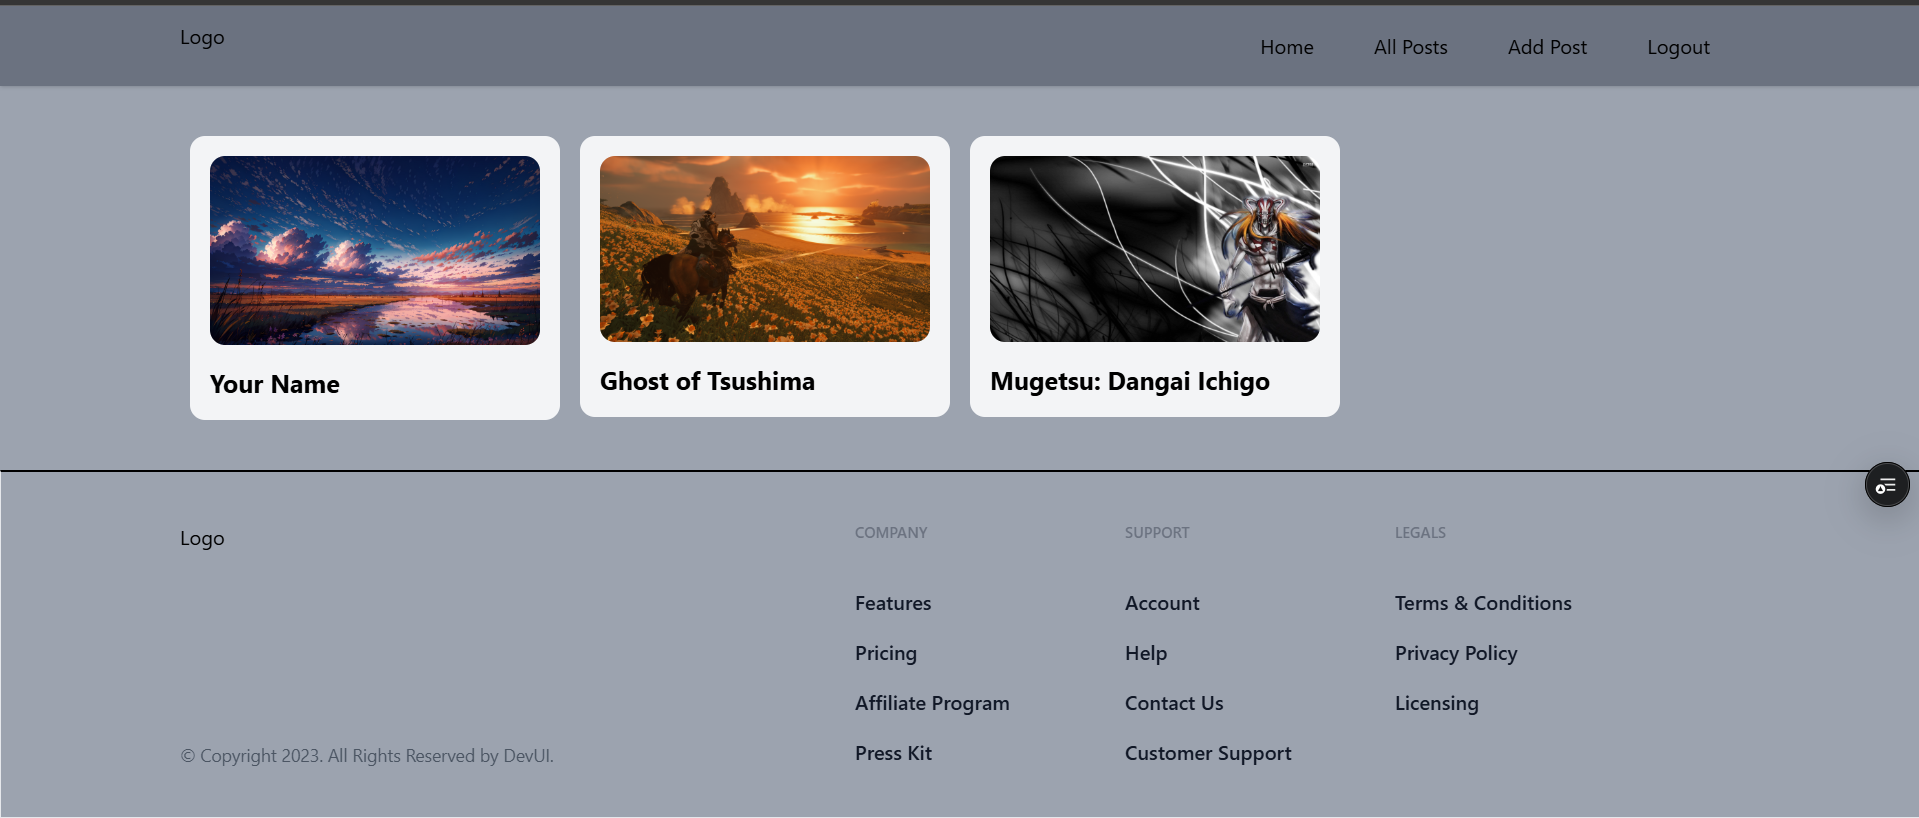 Logo
Home
All Posts
Add Post
Logout
Your Name
Ghost of Tsushima
Mugetsu: Dangai Ichigo
Logo
© Copyright 2023. All Rights Reserved by DevUI.
COMPANY
Features
Pricing
Affiliate Program
Press Kit
SUPPORT
Account
Help
Contact Us
Customer Support
LEGALS
Terms & Conditions
Privacy Policy
Licensing